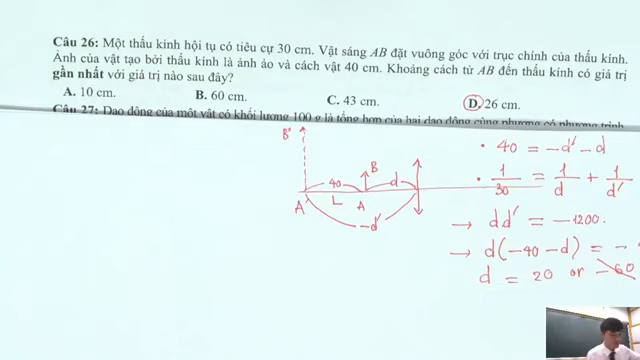 Câu 26: Một thấu kính hội tụ có tiêu cự 30 cm. Vật sáng AB đặt vuông góc với trục chính của thấu kính.
Ảnh của vật tạo bởi thấu kính là ảnh ảo và cách vật 40 cm. Khoảng cách từ AB đến thấu kính có giá trị
gần nhất với giá trị nào sau đây?
A. 10 cm. B. 60 cm. C. 43 cm. D. 26 cm.
Câu 27: Dao động của một vật có khối lượng 100 g là tổng hợp của hai dao động cùng phương có phương trình
B'
• 40 = -d' - d
B
40
d
• 1/30 = 1/d + 1/d'
A'
A
-d'
→ dd' = -1200.
→ d(-40 - d) = -
d = 20 or -60